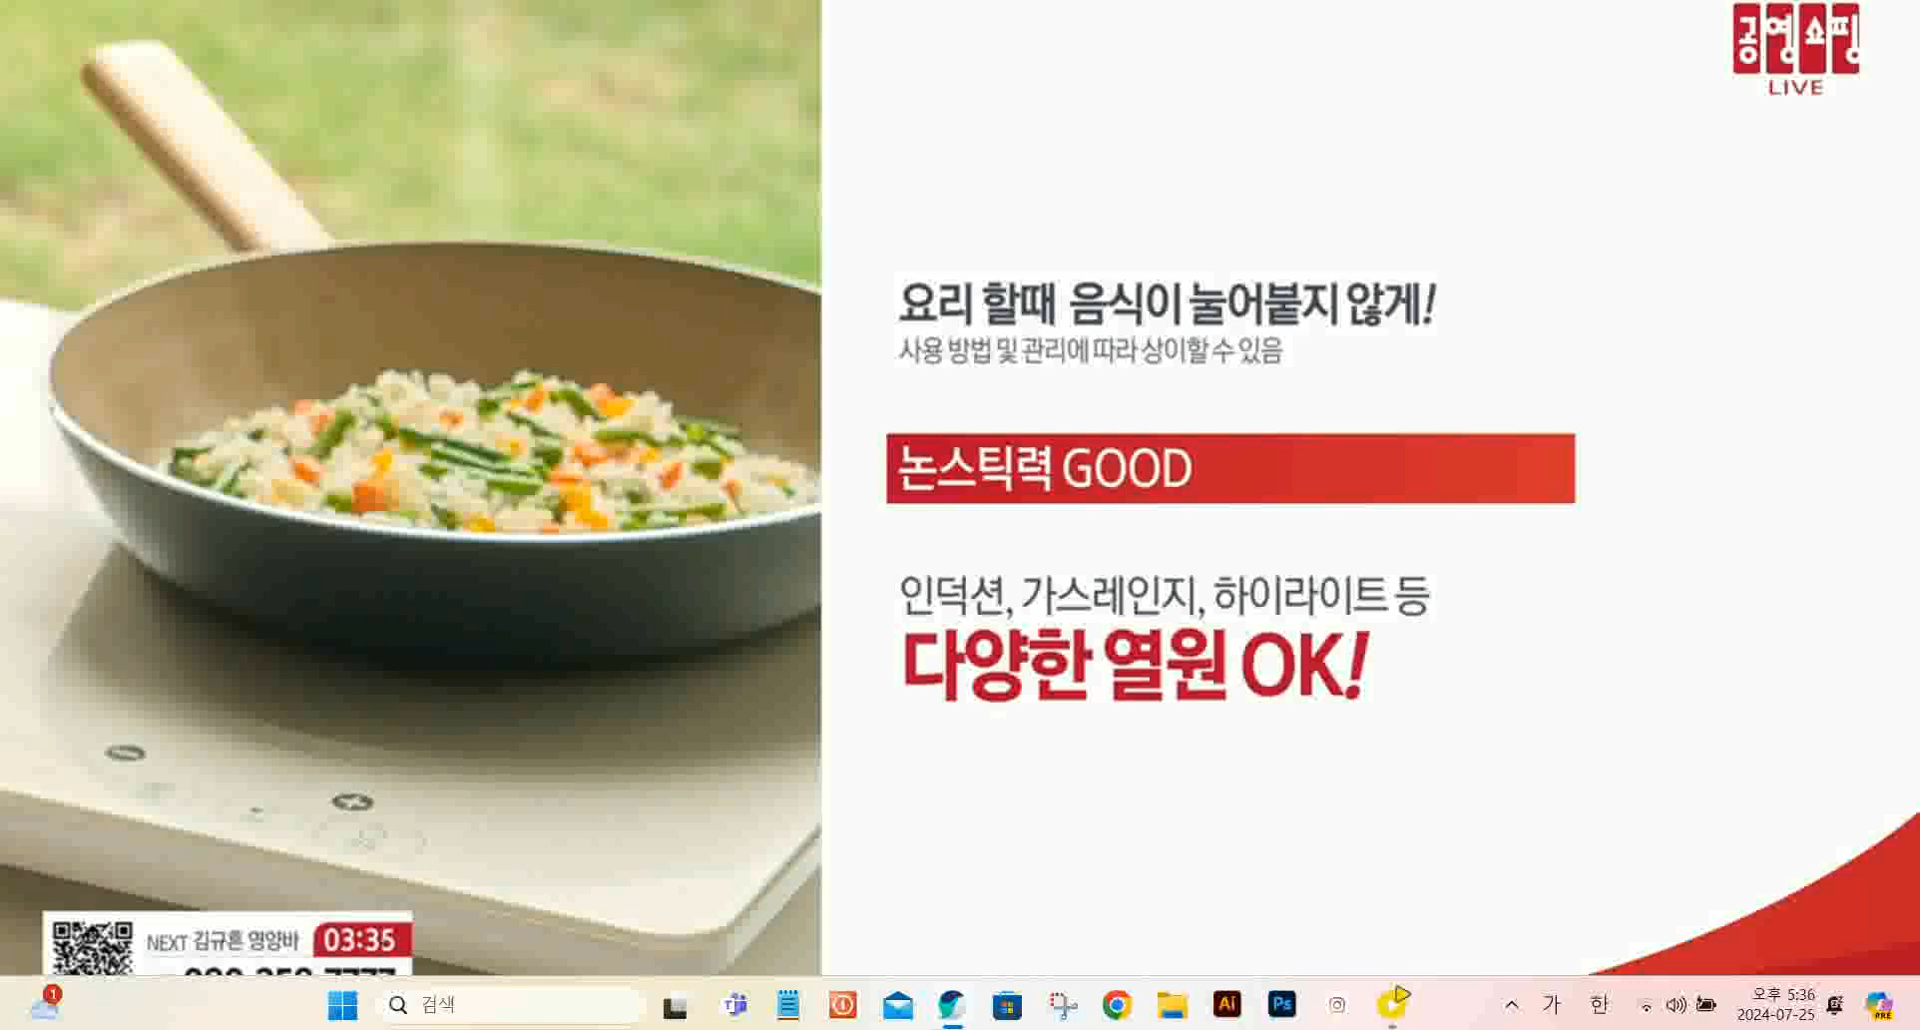 공영쇼핑
LIVE
요리 할때 음식이 눌어붙지 않게!
사용 방법 및 관리에 따라 상이할 수 있음
논스틱력 GOOD
인덕션, 가스레인지, 하이라이트 등
다양한 열원 OK!
NEXT 김규흔 영양바 03:35
검색
가 한
오후 5:36
2024-07-25
1
Ai
Ps
PRE